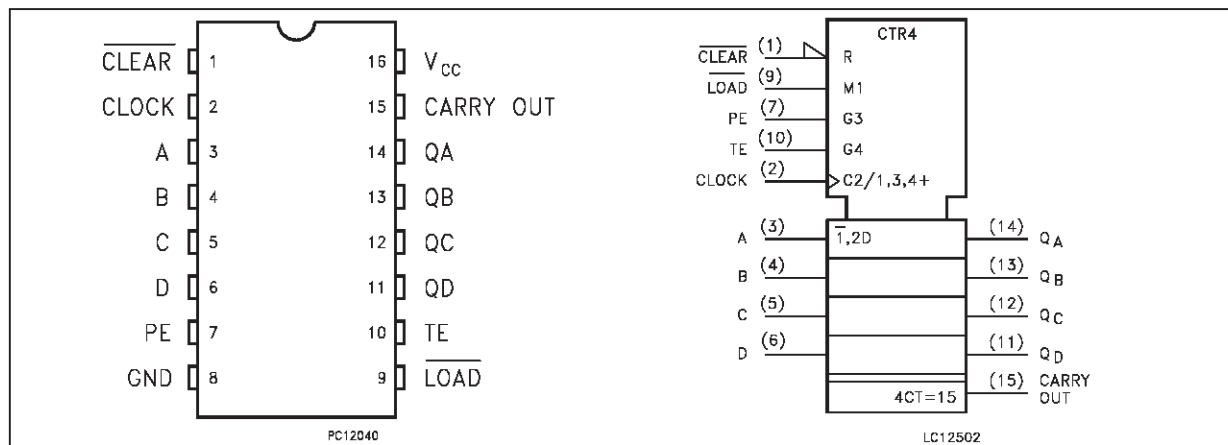 CLEAR 1 16 VCC
CLOCK 2 15 CARRY OUT
A 3 14 QA
B 4 13 QB
C 5 12 QC
D 6 11 QD
PE 7 10 TE
GND 8 9 LOAD
PC12040
CTR4
CLEAR (1) R
LOAD (9) M1
PE (7) G3
TE (10) G4
CLOCK (2) C2/1,3,4+
A (3) 1̅,2D (14) QA
B (4) (13) QB
C (5) (12) QC
D (6) (11) QD
4CT=15 (15) CARRY
OUT
LC12502